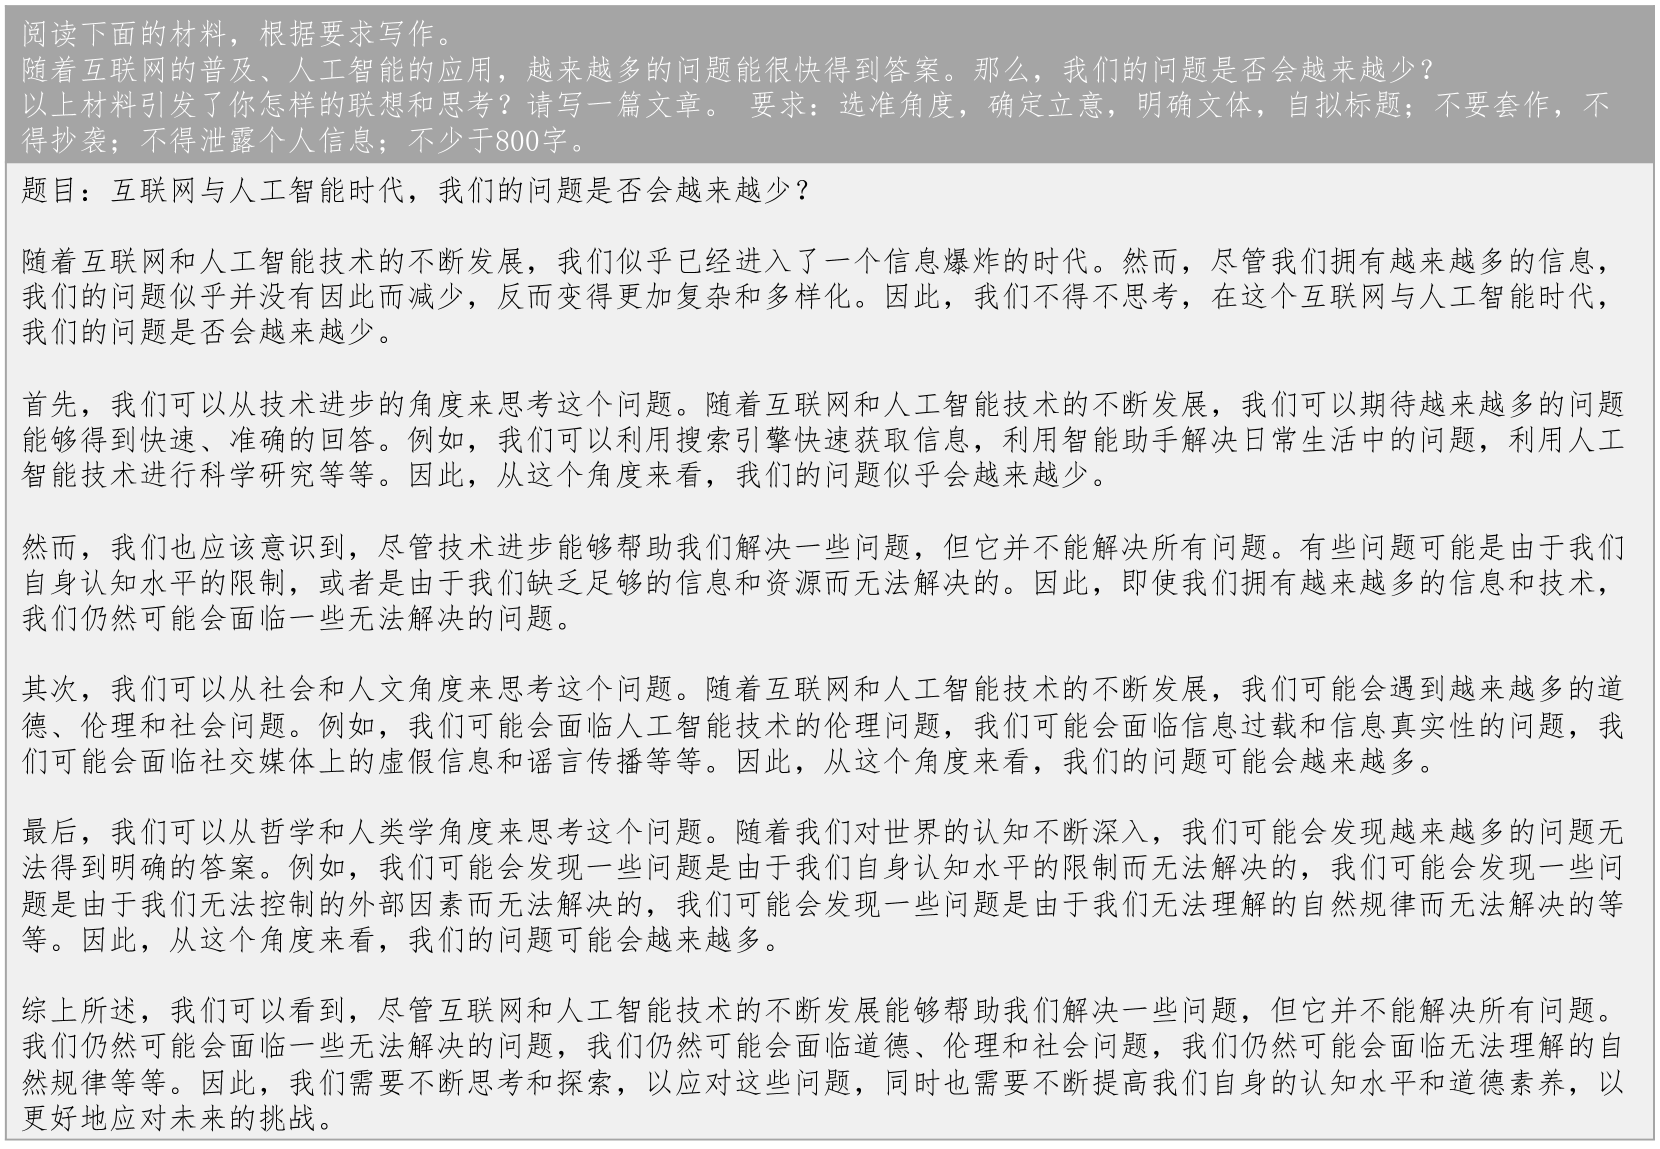 阅读下面的材料，根据要求写作。
随着互联网的普及、人工智能的应用，越来越多的问题能很快得到答案。那么，我们的问题是否会越来越少？
以上材料引发了你怎样的联想和思考？请写一篇文章。 要求：选准角度，确定立意，明确文体，自拟标题；不要套作，不
得抄袭；不得泄露个人信息；不少于800字。
题目：互联网与人工智能时代，我们的问题是否会越来越少？
随着互联网和人工智能技术的不断发展，我们似乎已经进入了一个信息爆炸的时代。然而，尽管我们拥有越来越多的信息，
我们的问题似乎并没有因此而减少，反而变得更加复杂和多样化。因此，我们不得不思考，在这个互联网与人工智能时代，
我们的问题是否会越来越少。
首先，我们可以从技术进步的角度来思考这个问题。随着互联网和人工智能技术的不断发展，我们可以期待越来越多的问题
能够得到快速、准确的回答。例如，我们可以利用搜索引擎快速获取信息，利用智能助手解决日常生活中的问题，利用人工
智能技术进行科学研究等等。因此，从这个角度来看，我们的问题似乎会越来越少。
然而，我们也应该意识到，尽管技术进步能够帮助我们解决一些问题，但它并不能解决所有问题。有些问题可能是由于我们
自身认知水平的限制，或者是由于我们缺乏足够的信息和资源而无法解决的。因此，即使我们拥有越来越多的信息和技术，
我们仍然可能会面临一些无法解决的问题。
其次，我们可以从社会和人文角度来思考这个问题。随着互联网和人工智能技术的不断发展，我们可能会遇到越来越多的道
德、伦理和社会问题。例如，我们可能会面临人工智能技术的伦理问题，我们可能会面临信息过载和信息真实性的问题，我
们可能会面临社交媒体上的虚假信息和谣言传播等等。因此，从这个角度来看，我们的问题可能会越来越多。
最后，我们可以从哲学和人类学角度来思考这个问题。随着我们对世界的认知不断深入，我们可能会发现越来越多的问题无
法得到明确的答案。例如，我们可能会发现一些问题是由于我们自身认知水平的限制而无法解决的，我们可能会发现一些问
题是由于我们无法控制的外部因素而无法解决的，我们可能会发现一些问题是由于我们无法理解的自然规律而无法解决的等
等。因此，从这个角度来看，我们的问题可能会越来越多。
综上所述，我们可以看到，尽管互联网和人工智能技术的不断发展能够帮助我们解决一些问题，但它并不能解决所有问题。
我们仍然可能会面临一些无法解决的问题，我们仍然可能会面临道德、伦理和社会问题，我们仍然可能会面临无法理解的自
然规律等等。因此，我们需要不断思考和探索，以应对这些问题，同时也需要不断提高我们自身的认知水平和道德素养，以
更好地应对未来的挑战。